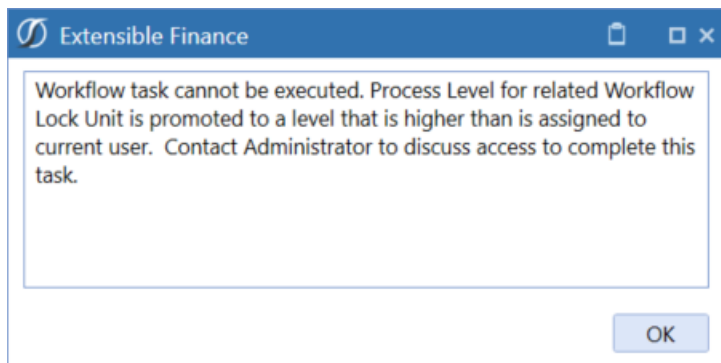 Extensible Finance
Workflow task cannot be executed. Process Level for related Workflow
Lock Unit is promoted to a level that is higher than is assigned to
current user.  Contact Administrator to discuss access to complete this
task.
OK